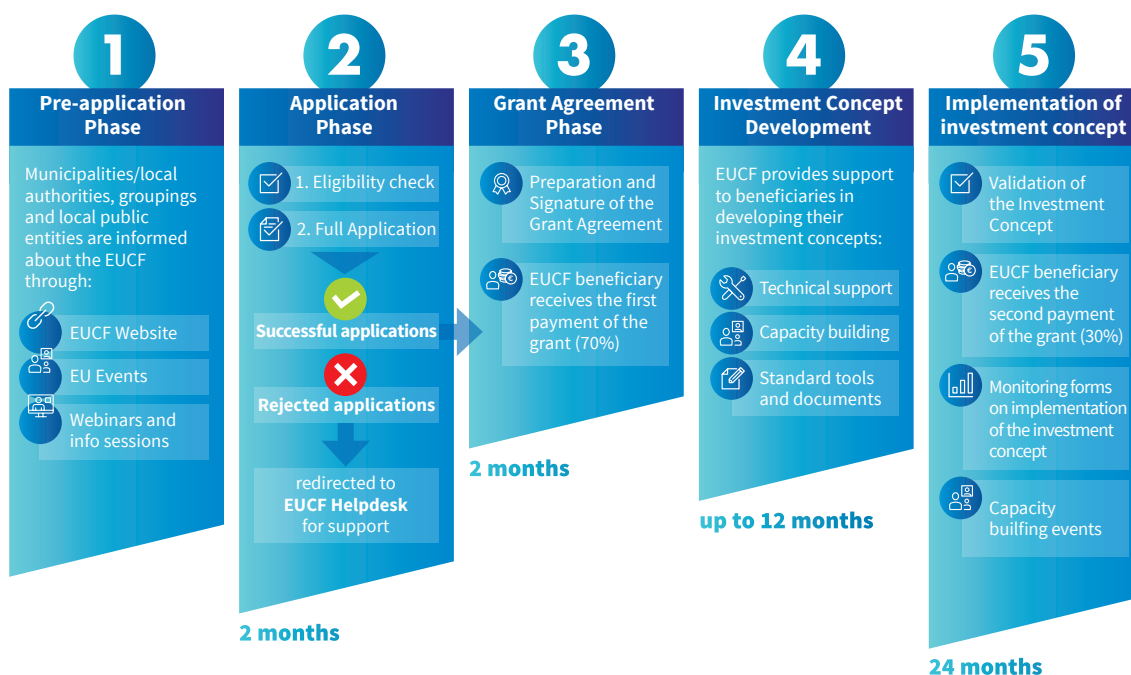 1
Pre-application
Phase
Municipalities/local
authorities, groupings
and local public
entities are informed
about the EUCF
through:
EUCF Website
EU Events
Webinars and
info sessions
2
Application
Phase
1. Eligibility check
2. Full Application
Successful applications
Rejected applications
redirected to
EUCF Helpdesk
for support
2 months
3
Grant Agreement
Phase
Preparation and
Signature of the
Grant Agreement
EUCF beneficiary
receives the first
payment of the
grant (70%)
2 months
4
Investment Concept
Development
EUCF provides support
to beneficiaries in
developing their
investment concepts:
Technical support
Capacity building
Standard tools
and documents
up to 12 months
5
Implementation of
investment concept
Validation of
the Investment
Concept
EUCF beneficiary
receives the
second payment
of the grant (30%)
Monitoring forms
on implementation
of the investment
concept
Capacity
builfing events
24 months